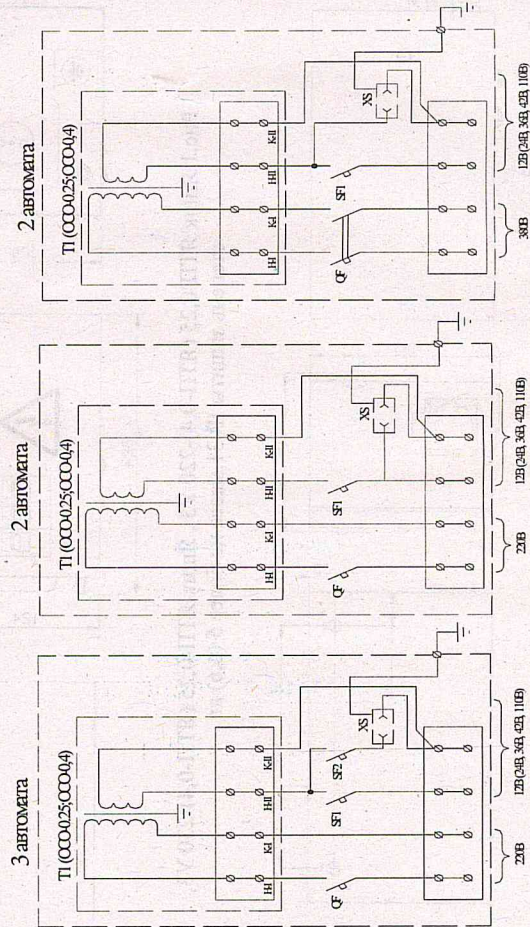 3 автомата
Т1 (ОСО-0,25; ОСО-0,4)
Н-I К-I Н-II К-II
QF SF1 SF2 XS
220В 12В (24В, 36В, 42В, 110В)
2 автомата
Т1 (ОСО-0,25; ОСО-0,4)
Н-I К-I Н-II К-II
QF SF1 XS
220В 12В (24В, 36В, 42В, 110В)
2 автомата
Т1 (ОСО-0,25; ОСО-0,4)
Н-I К-I Н-II К-II
QF SF1 XS
380В 12В (24В, 36В, 42В, 110В)